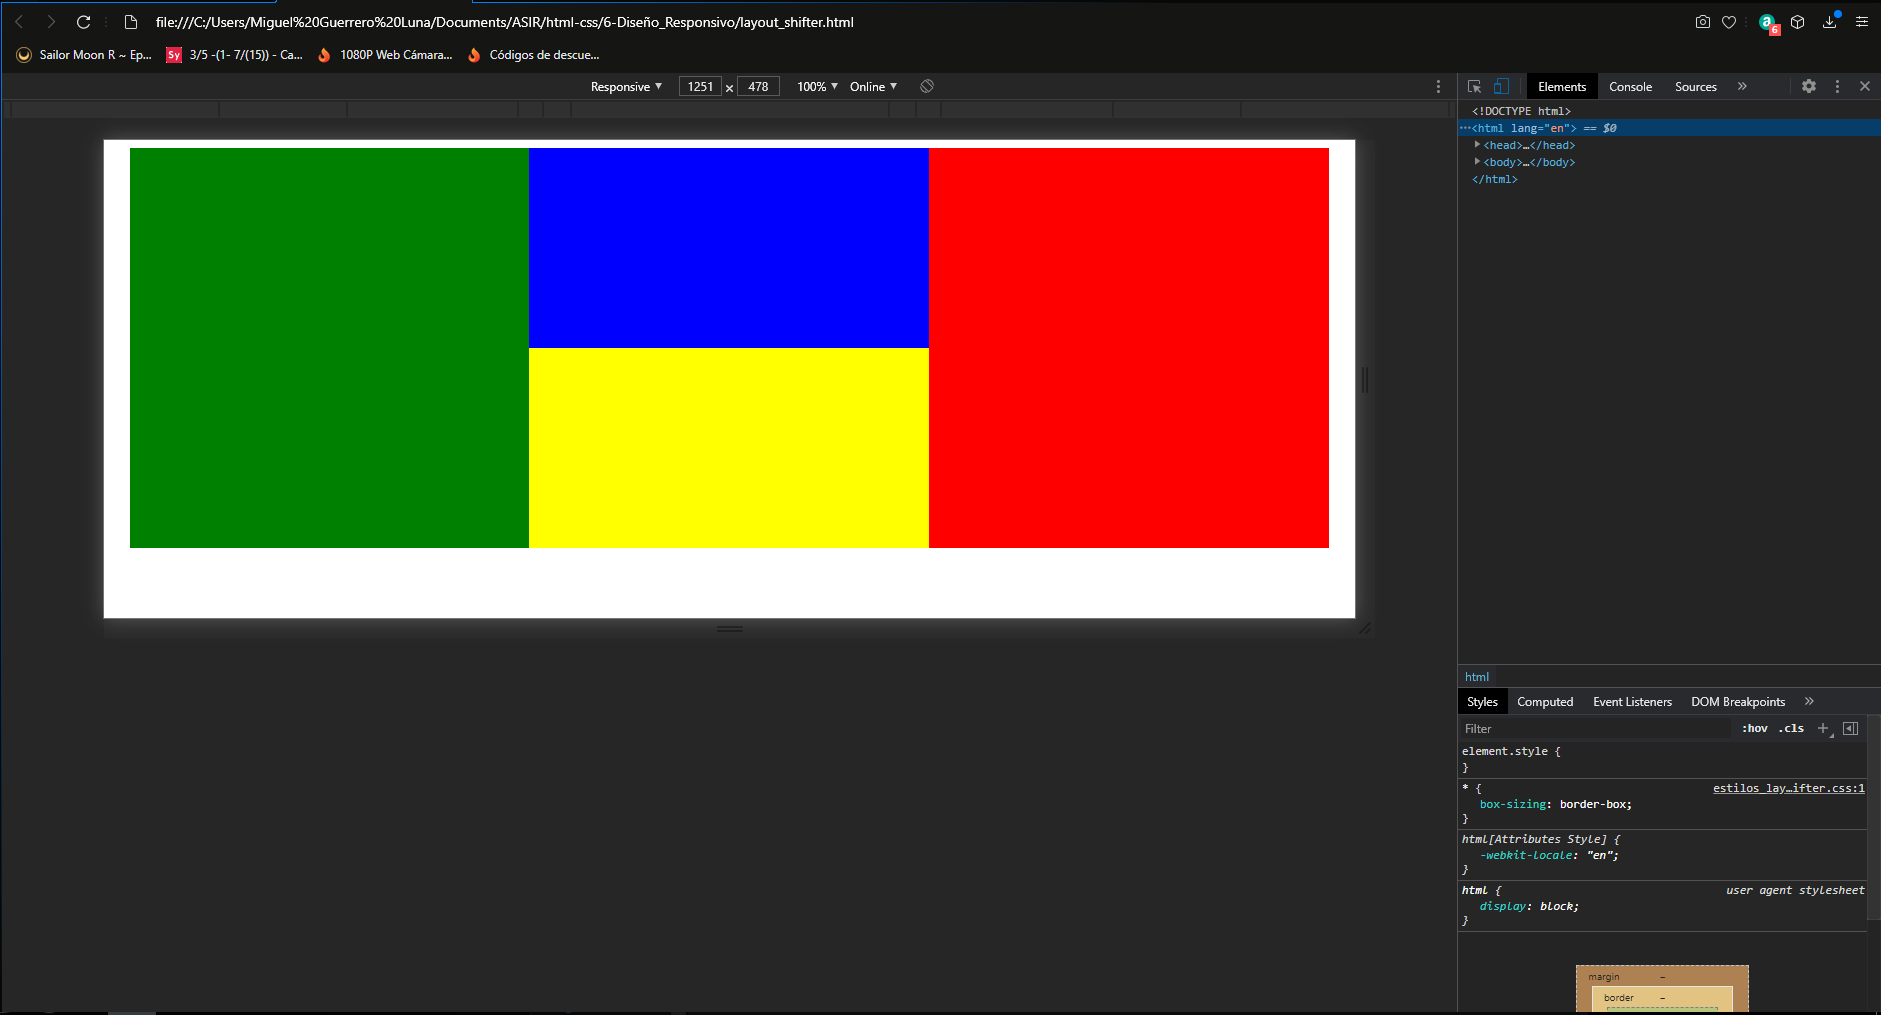 file:///C:/Users/Miguel%20Guerrero%20Luna/Documents/ASIR/html-css/6-Diseño_Responsivo/layout_shifter.html
6
Sailor Moon R ~ Ep... Sy 3/5 -(1- 7/(15)) - Ca... 1080P Web Cámara... Códigos de descue...
Responsive ▼ 1251 × 478 100% ▼ Online ▼
Elements Console Sources »
<!DOCTYPE html>
···<html lang="en"> == $0
▶<head>…</head>
▶<body>…</body>
</html>
html
Styles Computed Event Listeners DOM Breakpoints »
Filter :hov .cls +
element.style {
}
* { estilos_lay…ifter.css:1
box-sizing: border-box;
}
html[Attributes Style] {
-webkit-locale: "en";
}
html { user agent stylesheet
display: block;
}
margin –
border –